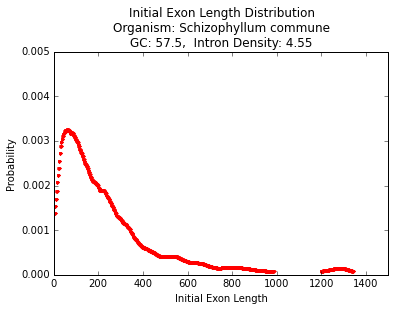 Initial Exon Length Distribution
Organism: Schizophyllum commune
GC: 57.5,  Intron Density: 4.55
0.005
0.004
0.003
0.002
0.001
0.000
Probability
0 200 400 600 800 1000 1200 1400
Initial Exon Length